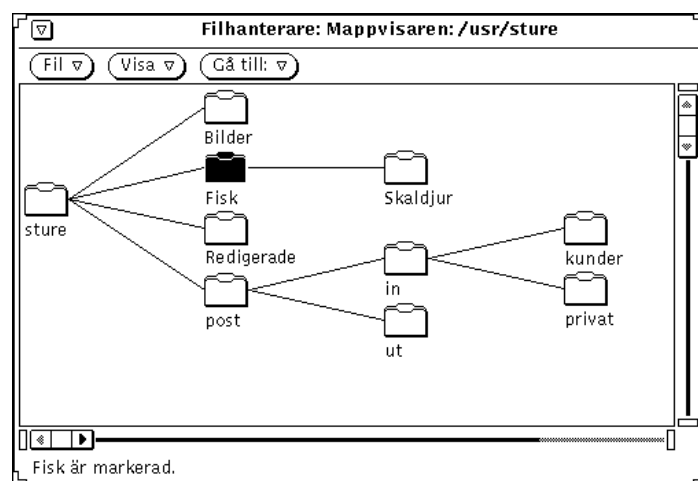 Filhanterare: Mappvisaren: /usr/sture
Fil Visa Gå till:
Bilder
Fisk Skaldjur
sture
Redigerade in kunder
post privat
ut
Fisk är markerad.